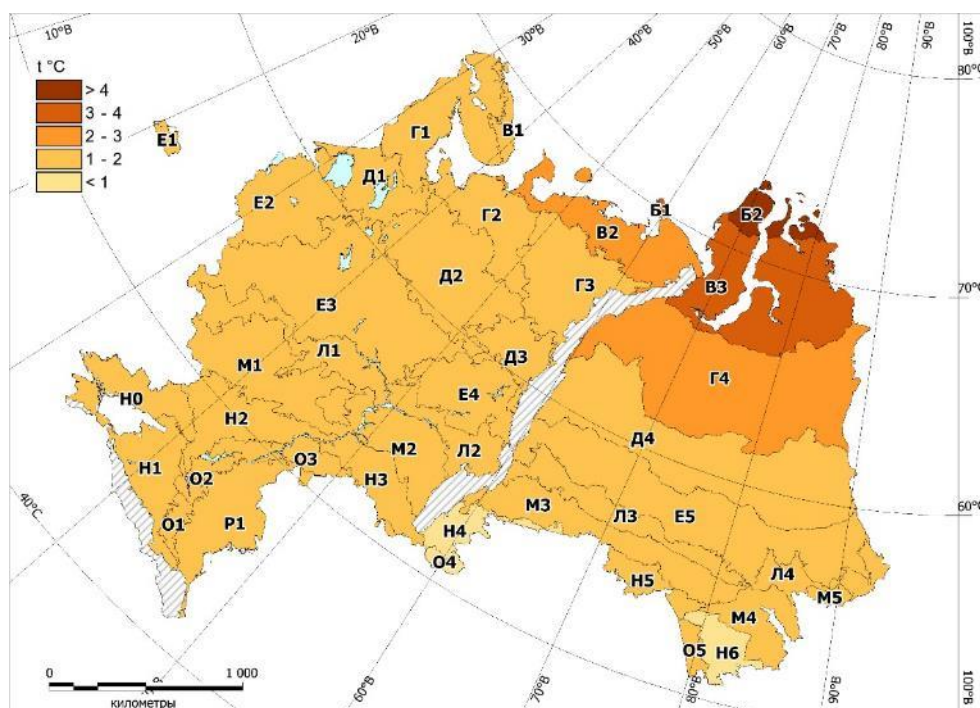 10°В
20°В
30°В
40°В
50°В
60°В
70°В
80°В
90°В
100°В
80°С
t °C
> 4
3 - 4
2 - 3
1 - 2
< 1
Е1
Г1
В1
Д1
Е2
Г2
В2
Б1
Б2
Д2
Г3
В3
70°С
Е3
Д3
Г4
М1
Л1
Н0
Е4
Н2
Д4
Н1
О2
О3
М2
Л2
Н3
М3
Л3
Е5
60°С
40°С
О1
Р1
Н4
О4
Н5
Л4
М5
М4
О5
Н6
0
1 000
километры
60°В
70°В
80°В
90°В
100°В